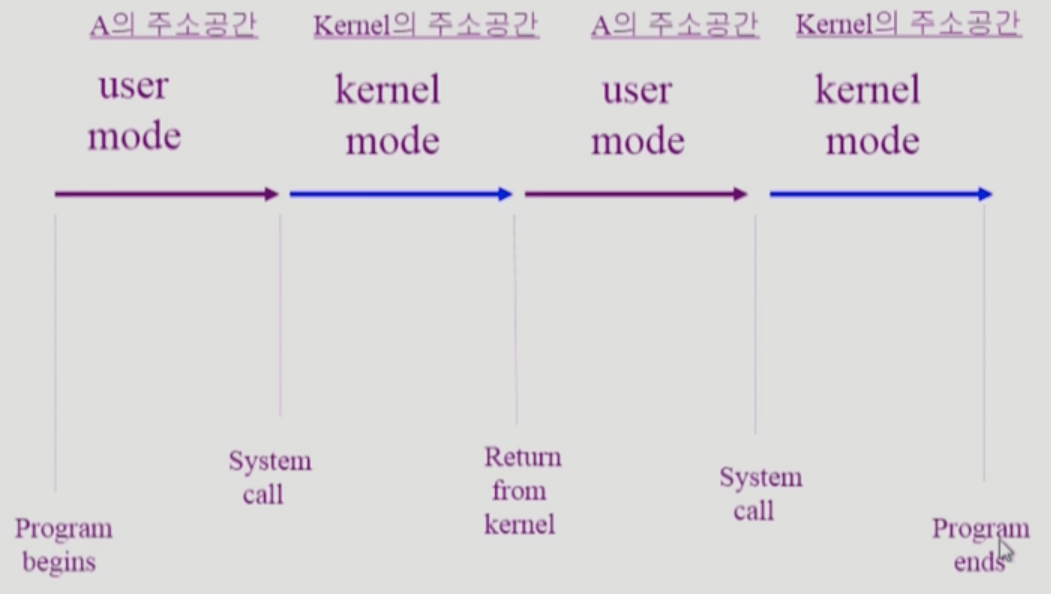 A의 주소공간
Kernel의 주소공간
A의 주소공간
Kernel의 주소공간
user
mode
kernel
mode
user
mode
kernel
mode
Program
begins
System
call
Return
from
kernel
System
call
Program
ends